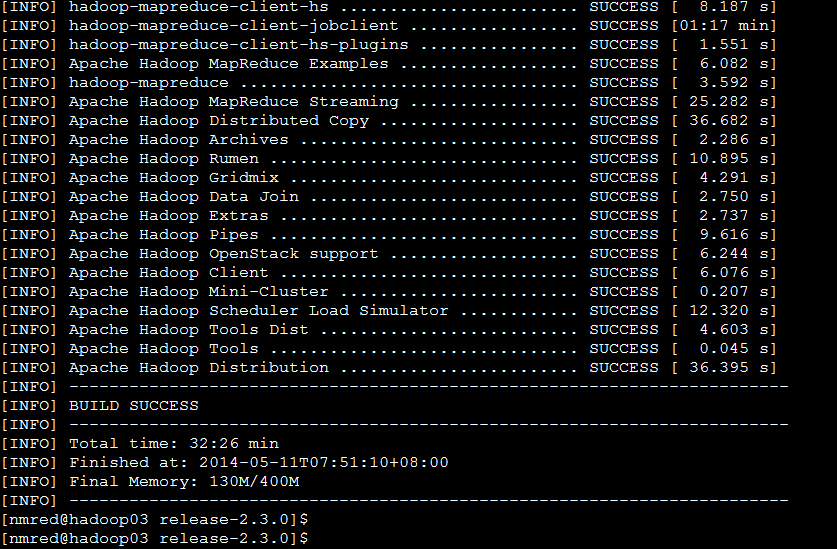 [INFO] hadoop-mapreduce-client-hs ........................ SUCCESS [  8.187 s]
[INFO] hadoop-mapreduce-client-jobclient ................. SUCCESS [01:17 min]
[INFO] hadoop-mapreduce-client-hs-plugins ................ SUCCESS [  1.551 s]
[INFO] Apache Hadoop MapReduce Examples .................. SUCCESS [  6.082 s]
[INFO] hadoop-mapreduce .................................. SUCCESS [  3.592 s]
[INFO] Apache Hadoop MapReduce Streaming ................. SUCCESS [ 25.282 s]
[INFO] Apache Hadoop Distributed Copy .................... SUCCESS [ 36.682 s]
[INFO] Apache Hadoop Archives ............................ SUCCESS [  2.286 s]
[INFO] Apache Hadoop Rumen ............................... SUCCESS [ 10.895 s]
[INFO] Apache Hadoop Gridmix ............................. SUCCESS [  4.291 s]
[INFO] Apache Hadoop Data Join ........................... SUCCESS [  2.750 s]
[INFO] Apache Hadoop Extras .............................. SUCCESS [  2.737 s]
[INFO] Apache Hadoop Pipes ............................... SUCCESS [  9.616 s]
[INFO] Apache Hadoop OpenStack support ................... SUCCESS [  6.244 s]
[INFO] Apache Hadoop Client .............................. SUCCESS [  6.076 s]
[INFO] Apache Hadoop Mini-Cluster ........................ SUCCESS [  0.207 s]
[INFO] Apache Hadoop Scheduler Load Simulator ............ SUCCESS [ 12.320 s]
[INFO] Apache Hadoop Tools Dist .......................... SUCCESS [  4.603 s]
[INFO] Apache Hadoop Tools ............................... SUCCESS [  0.045 s]
[INFO] Apache Hadoop Distribution ........................ SUCCESS [ 36.395 s]
[INFO] ------------------------------------------------------------------------
[INFO] BUILD SUCCESS
[INFO] ------------------------------------------------------------------------
[INFO] Total time: 32:26 min
[INFO] Finished at: 2014-05-11T07:51:10+08:00
[INFO] Final Memory: 130M/400M
[INFO] ------------------------------------------------------------------------
[nmred@hadoop03 release-2.3.0]$
[nmred@hadoop03 release-2.3.0]$